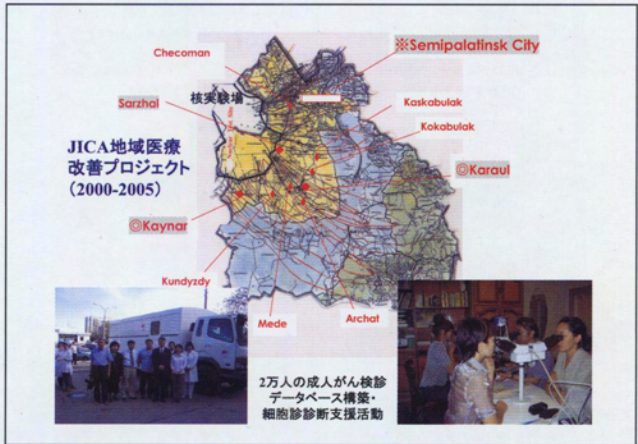 Checoman
※Semipalatinsk City
核実験場
Sarzhal
Kaskabulak
Kokabulak
JICA地域医療
改善プロジェクト
(2000-2005)
◎Karaul
◎Kaynar
Kundyzdy
Mede
Archat
2万人の成人がん検診
データベース構築・
細胞診診断支援活動